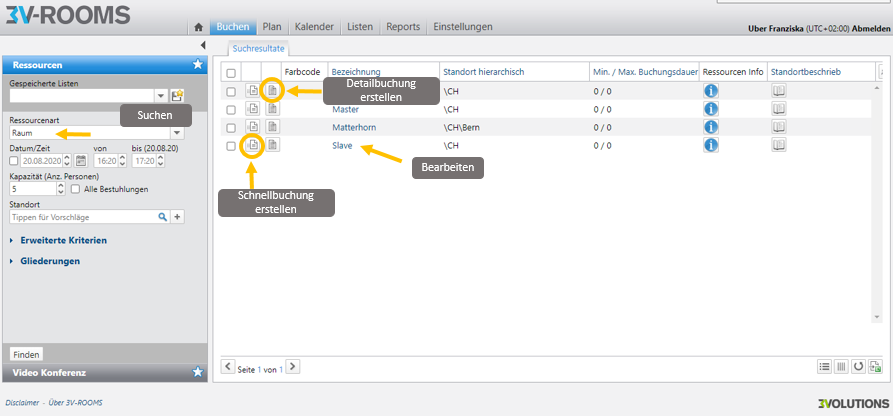 3V-ROOMS
Buchen Plan Kalender Listen Reports Einstellungen
Uber Franziska (UTC+02:00) Abmelden
Ressourcen
Gespeicherte Listen
Suchen
Ressourcenart
Raum
Datum/Zeit von bis (20.08.20)
20.08.2020 16:20 17:20
Kapazität (Anz. Personen)
5 Alle Bestuhlungen
Standort
Tippen für Vorschläge
Erweiterte Kriterien
Gliederungen
Finden
Video Konferenz
Suchresultate
Farbcode Bezeichnung Standort hierarchisch Min. / Max. Buchungsdauer Ressourcen Info Standortbeschrieb
Detailbuchung
erstellen
\CH 0 / 0
Master \CH 0 / 0
Matterhorn \CH\Bern 0 / 0
Slave \CH 0 / 0
Bearbeiten
Schnellbuchung
erstellen
Seite 1 von 1
Disclaimer - Über 3V-ROOMS
3VOLUTIONS